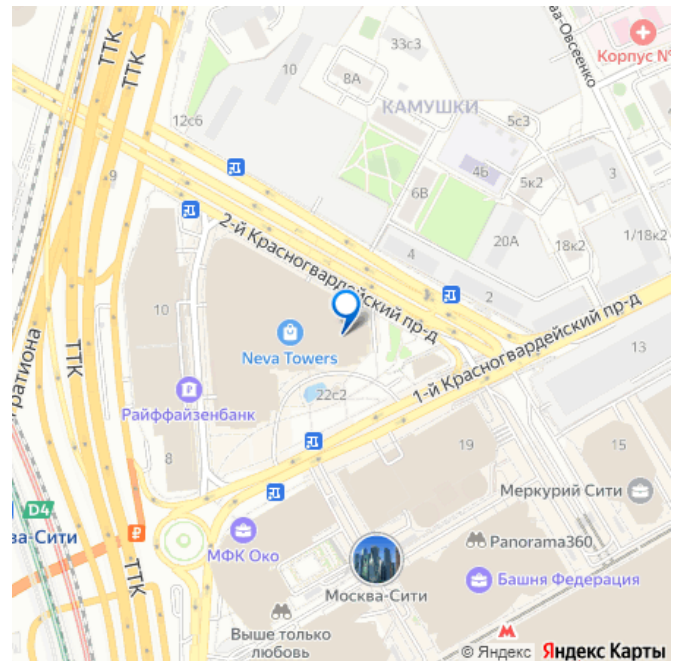 ТТК
ТТК
33с3
ва-Овсеенко
Корпус №
10
8А
КАМУШКИ
12с6
5с3
9
4Б
5к2
3
6В
2-й Красногвардейский пр-д
20А
18к2
1/18к2
4
2
10
Neva Towers
1-й Красногвардейский пр-д
13
ТТК
гратиона
22с2
Райффайзенбанк
8
19
15
Меркурий Сити
D4
ва-Сити
МФК Око
Panorama360
Башня Федерация
Москва-Сити
ТТК
Выше только
любовь
© Яндекс Яндекс Карты